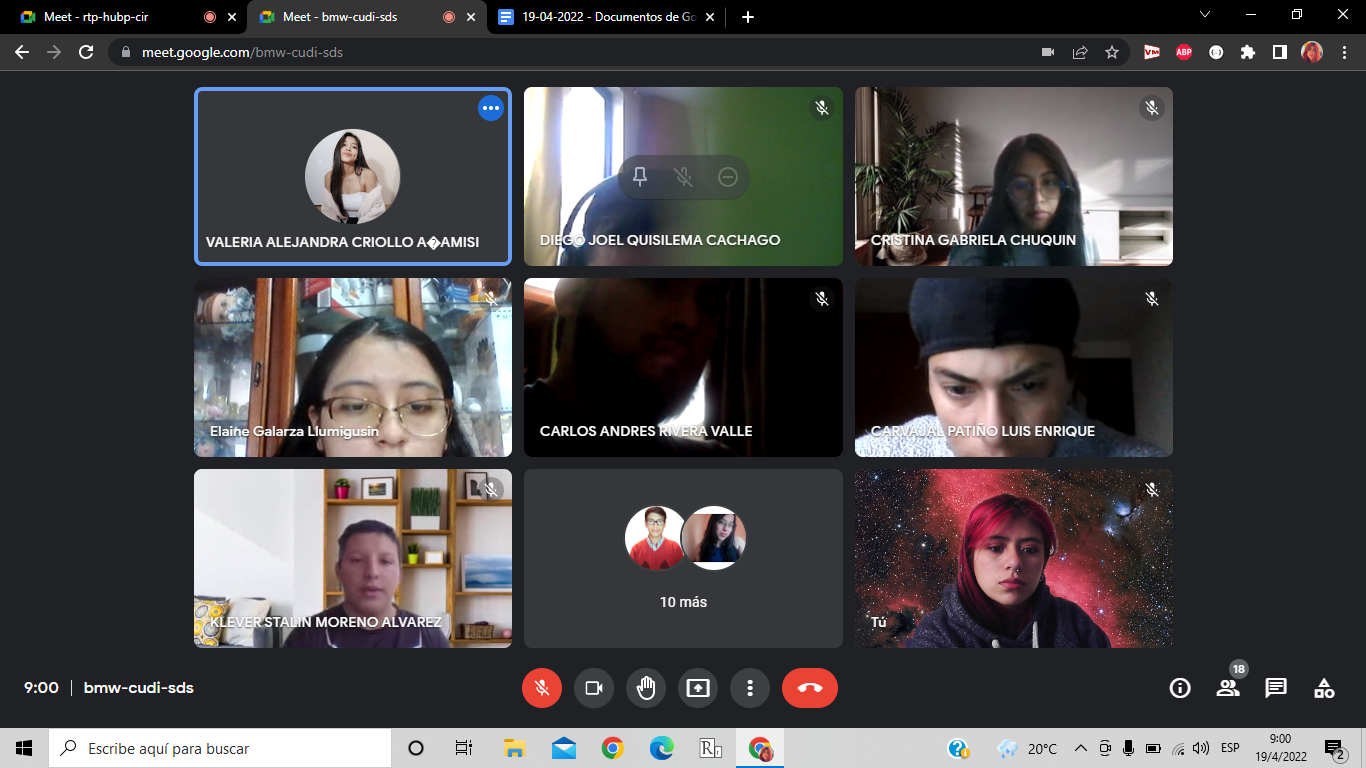 Meet - rtp-hubp-cir
Meet - bmw-cudi-sds
19-04-2022 - Documentos de Go
meet.google.com/bmw-cudi-sds
VM
ABP
VALERIA ALEJANDRA CRIOLLO A�AMISI
DIEGO JOEL QUISILEMA CACHAGO
CRISTINA GABRIELA CHUQUIN
Elaine Galarza Llumigusin
CARLOS ANDRES RIVERA VALLE
CARVAJAL PATIÑO LUIS ENRIQUE
KLEVER STALIN MORENO ALVAREZ
10 más
Tú
9:00 | bmw-cudi-sds
18
Escribe aquí para buscar
20°C
ESP
9:00
19/4/2022
2